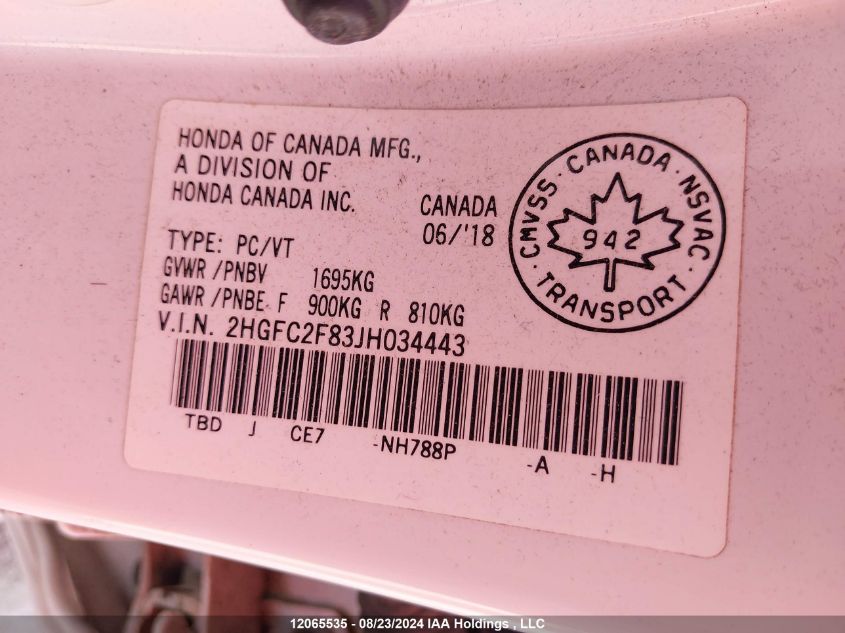 HONDA OF CANADA MFG.,
A DIVISION OF
HONDA CANADA INC.
CANADA
06/'18
TYPE: PC/VT
GVWR /PNBV 1695KG
GAWR /PNBE F 900KG R 810KG
V.I.N. 2HGFC2F83JH034443
TBD J CE7 -NH788P -A -H
CMVSS · CANADA · NSVAC
942
· TRANSPORT ·
12065535 - 08/23/2024 IAA Holdings , LLC